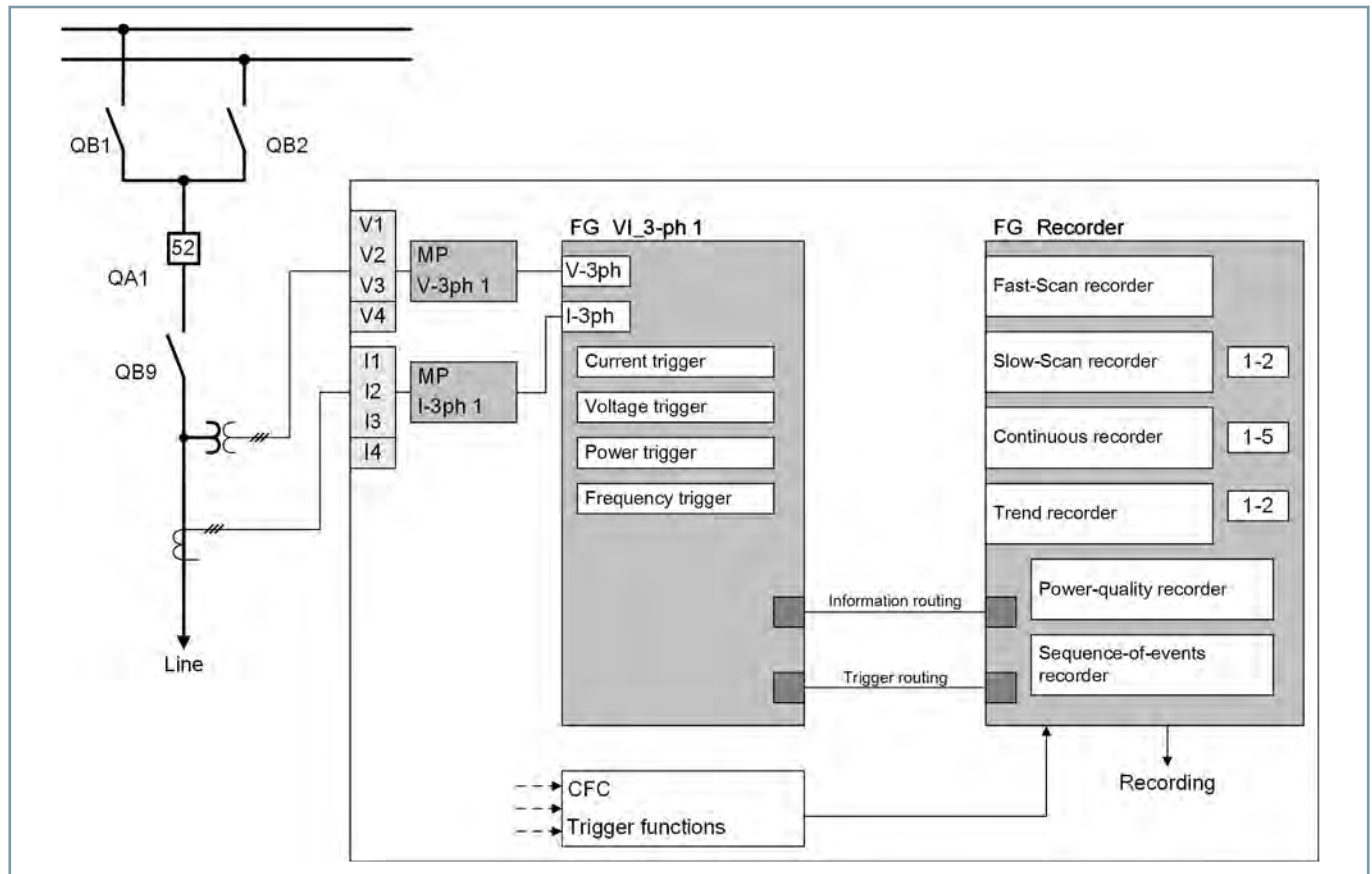 QB1
QB2
52
QA1
QB9
Line
V1
V2
V3
V4
I1
I2
I3
I4
MP
V-3ph 1
MP
I-3ph 1
FG VI_3-ph 1
V-3ph
I-3ph
Current trigger
Voltage trigger
Power trigger
Frequency trigger
Information routing
Trigger routing
CFC
Trigger functions
FG Recorder
Fast-Scan recorder
Slow-Scan recorder
1-2
Continuous recorder
1-5
Trend recorder
1-2
Power-quality recorder
Sequence-of-events
recorder
Recording